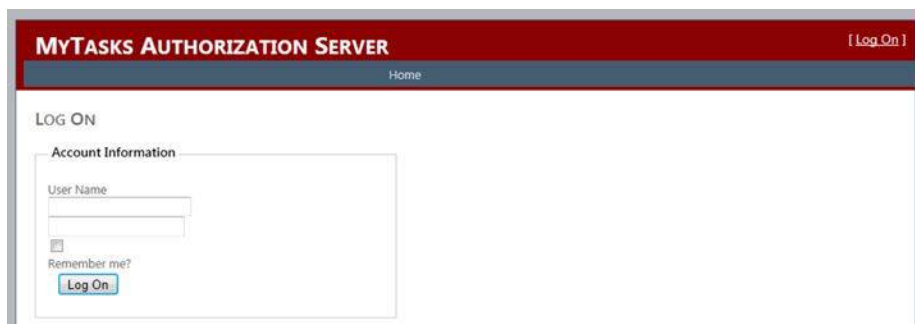 MyTasks Authorization Server
[ Log On ]
Home
Log On
Account Information
User Name
Remember me?
Log On